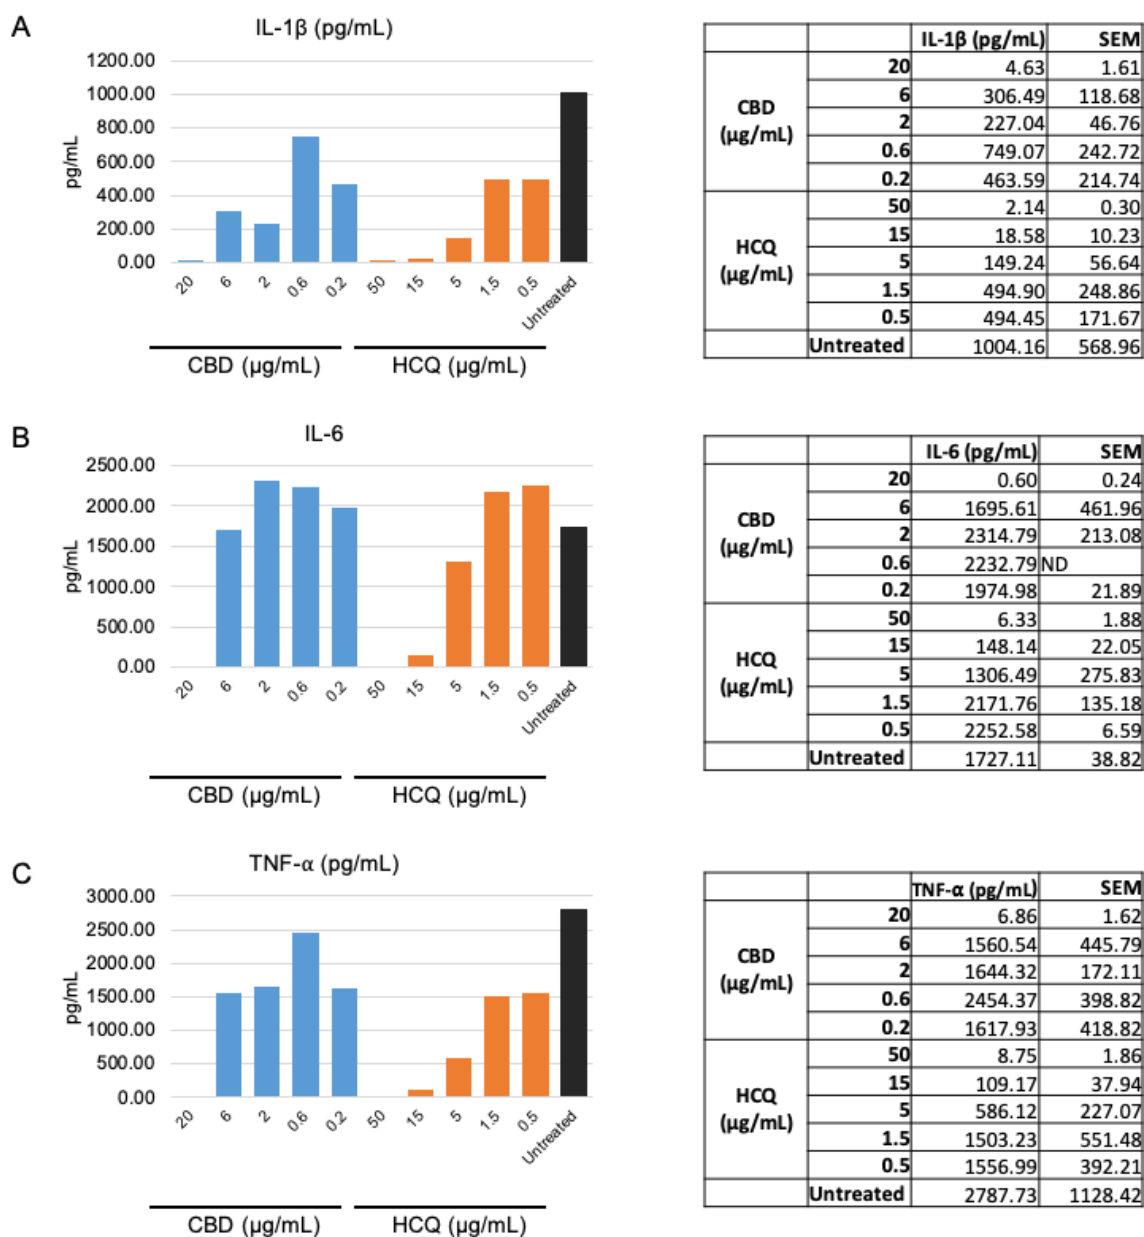 A
IL-1β (pg/mL)
pg/mL
1200.00
1000.00
800.00
600.00
400.00
200.00
0.00
20 6 2 0.6 0.2 50 15 5 1.5 0.5 Untreated
CBD (µg/mL) HCQ (µg/mL)
IL-1β (pg/mL) SEM
CBD (µg/mL)
20 4.63 1.61
6 306.49 118.68
2 227.04 46.76
0.6 749.07 242.72
0.2 463.59 214.74
HCQ (µg/mL)
50 2.14 0.30
15 18.58 10.23
5 149.24 56.64
1.5 494.90 248.86
0.5 494.45 171.67
Untreated 1004.16 568.96
B
IL-6
pg/mL
2500.00
2000.00
1500.00
1000.00
500.00
0.00
20 6 2 0.6 0.2 50 15 5 1.5 0.5 Untreated
CBD (µg/mL) HCQ (µg/mL)
IL-6 (pg/mL) SEM
CBD (µg/mL)
20 0.60 0.24
6 1695.61 461.96
2 2314.79 213.08
0.6 2232.79 ND
0.2 1974.98 21.89
HCQ (µg/mL)
50 6.33 1.88
15 148.14 22.05
5 1306.49 275.83
1.5 2171.76 135.18
0.5 2252.58 6.59
Untreated 1727.11 38.82
C
TNF-α (pg/mL)
pg/mL
3000.00
2500.00
2000.00
1500.00
1000.00
500.00
0.00
20 6 2 0.6 0.2 50 15 5 1.5 0.5 Untreated
CBD (µg/mL) HCQ (µg/mL)
TNF-α (pg/mL) SEM
CBD (µg/mL)
20 6.86 1.62
6 1560.54 445.79
2 1644.32 172.11
0.6 2454.37 398.82
0.2 1617.93 418.82
HCQ (µg/mL)
50 8.75 1.86
15 109.17 37.94
5 586.12 227.07
1.5 1503.23 551.48
0.5 1556.99 392.21
Untreated 2787.73 1128.42